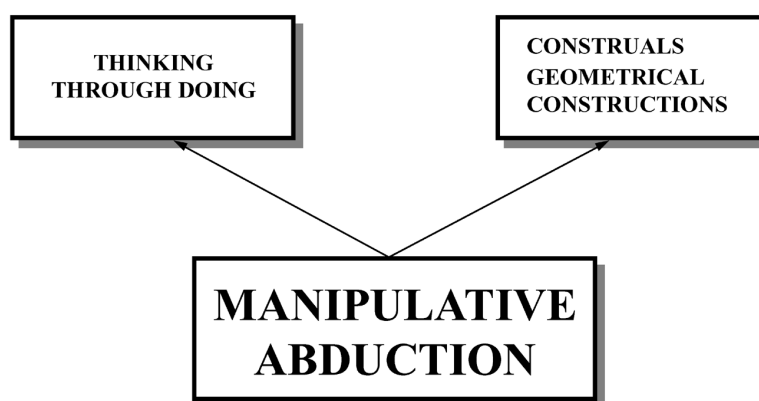 THINKING
THROUGH DOING
CONSTRUALS
GEOMETRICAL
CONSTRUCTIONS
MANIPULATIVE
ABDUCTION